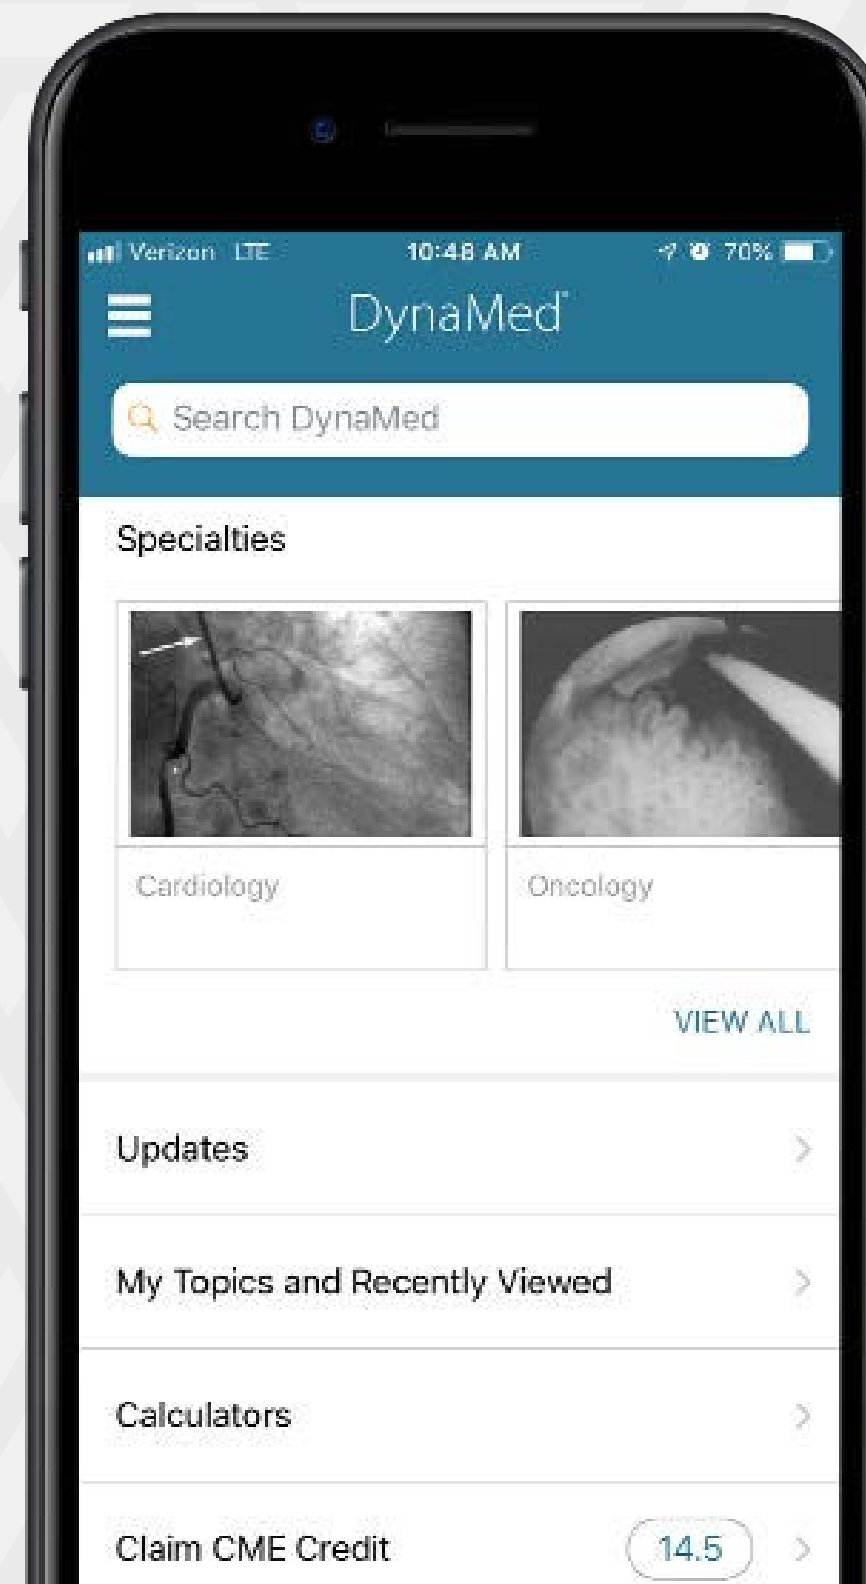 Verizon LTE 10:48 AM 70%
DynaMed
Search DynaMed
Specialties
Cardiology Oncology
VIEW ALL
Updates
My Topics and Recently Viewed
Calculators
Claim CME Credit 14.5